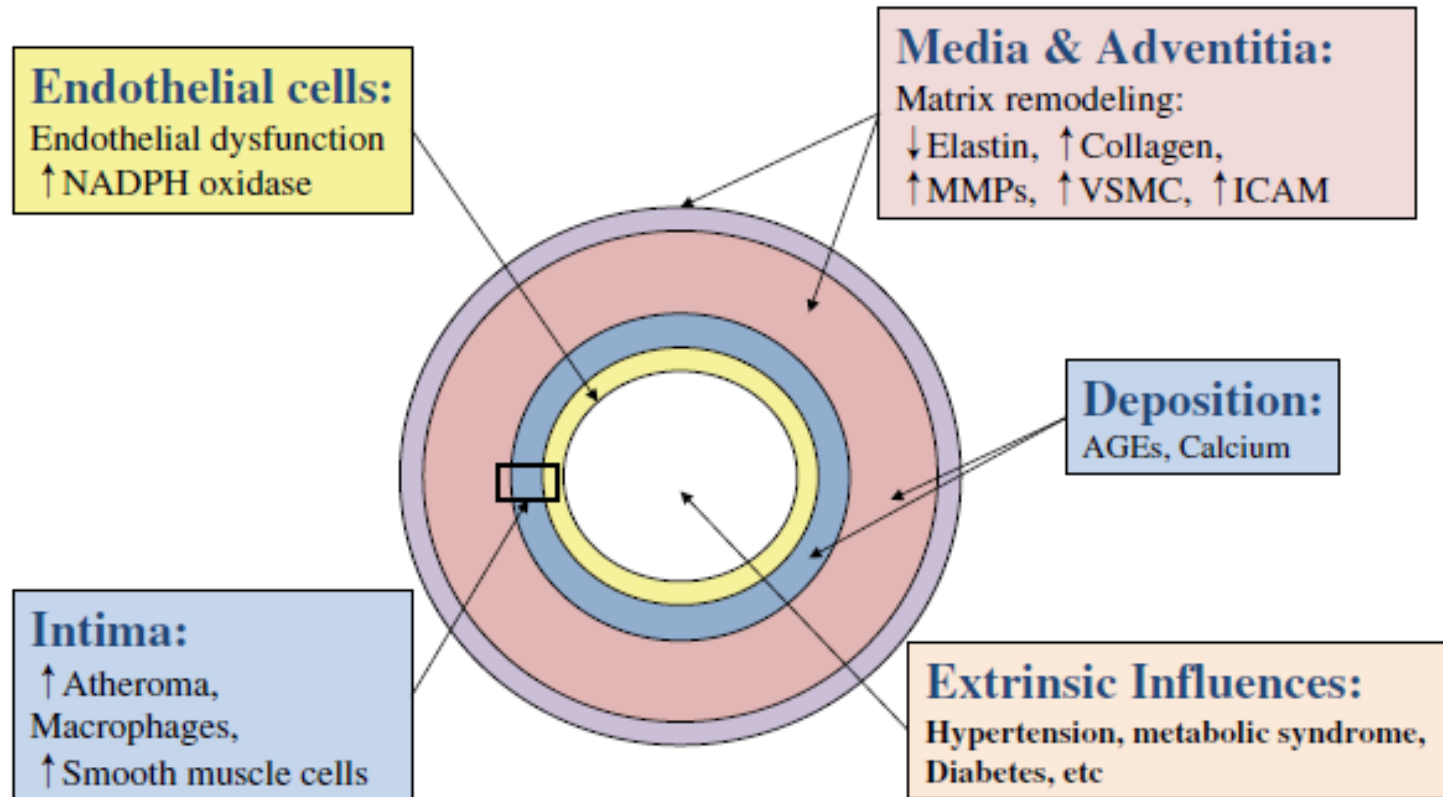 Endothelial cells:
Endothelial dysfunction
↑NADPH oxidase
Media & Adventitia:
Matrix remodeling:
↓Elastin, ↑Collagen,
↑MMPs, ↑VSMC, ↑ICAM
Deposition:
AGEs, Calcium
Intima:
↑Atheroma,
Macrophages,
↑Smooth muscle cells
Extrinsic Influences:
Hypertension, metabolic syndrome,
Diabetes, etc